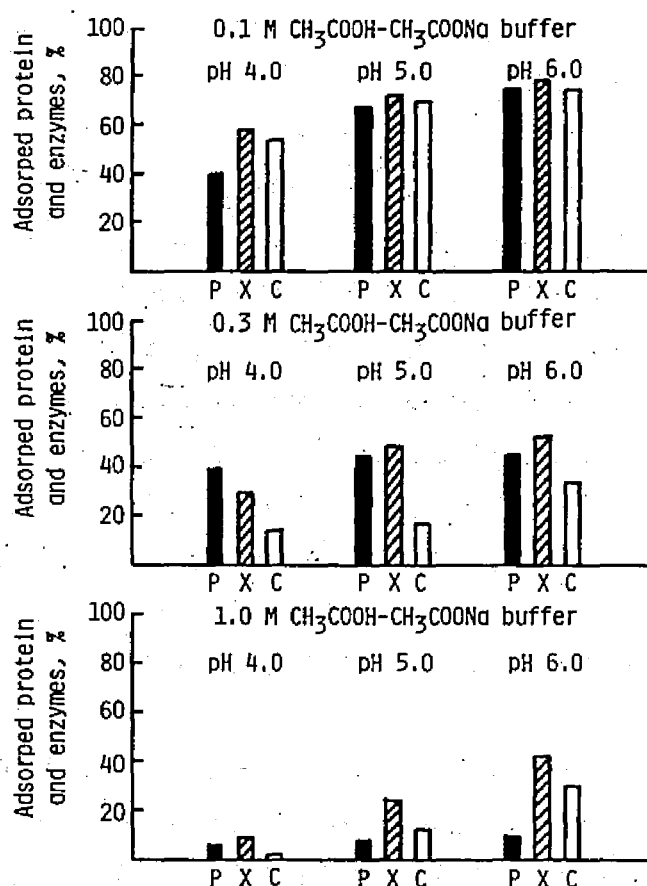 Adsorped protein
and enzymes, %
100
80
60
40
20
0.1 M CH₃COOH-CH₃COONa buffer
pH 4.0 pH 5.0 pH 6.0
P X C P X C P X C
Adsorped protein
and enzymes, %
100
80
60
40
20
0.3 M CH₃COOH-CH₃COONa buffer
pH 4.0 pH 5.0 pH 6.0
P X C P X C P X C
Adsorped protein
and enzymes, %
100
80
60
40
20
1.0 M CH₃COOH-CH₃COONa buffer
pH 4.0 pH 5.0 pH 6.0
P X C P X C P X C